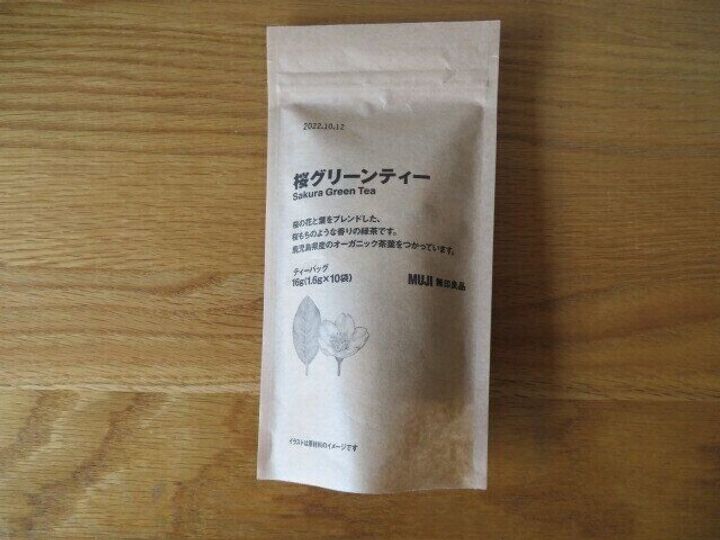 2022.10.12
桜グリーンティー
Sakura Green Tea
桜の花と葉をブレンドした、
桜もちのような香りの緑茶です。
鹿児島県産のオーガニック茶葉をつかっています。
ティーバッグ
16g(1.6g×10袋)
MUJI 無印良品
イラストは原材料のイメージです